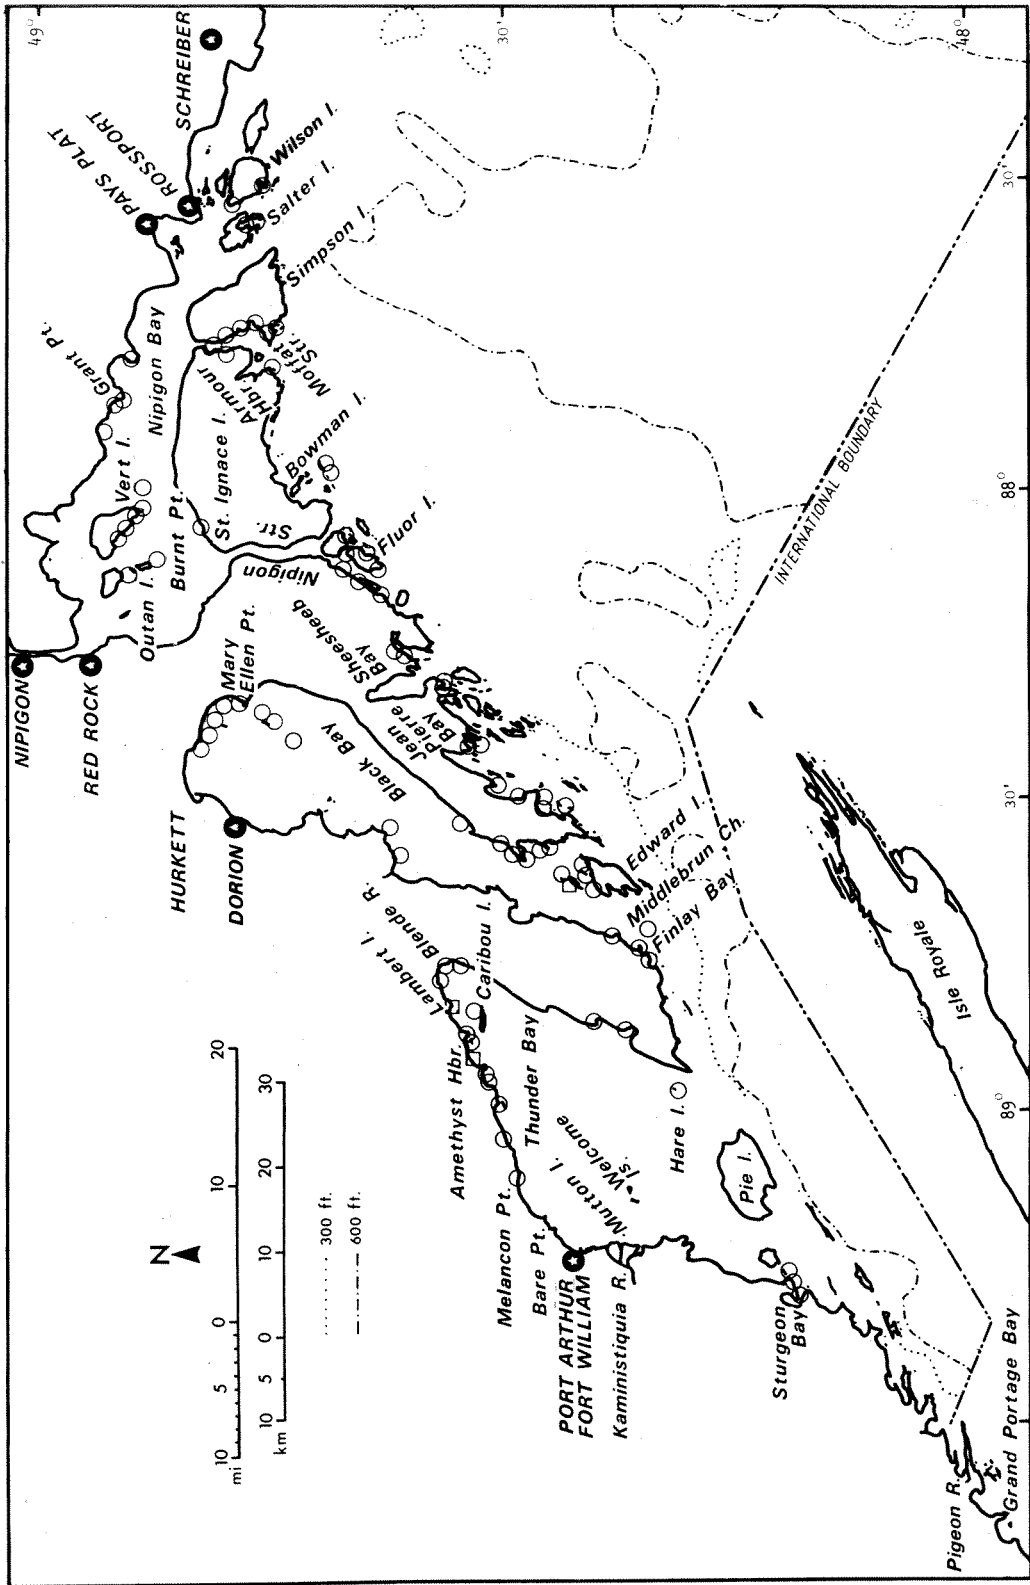 NIPIGON
RED ROCK
HURKETT
DORION
PAYS PLAT
ROSSPORT
SCHREIBER
49°
30'
48°
Grant Pt.
Nipigon Bay
Vert I.
Outan I.
Burnt Pt.
St. Ignace I.
Armour
Hbr.
Moffat
Str.
Simpson I.
Salter I.
Wilson I.
Bowman I.
Fluor I.
Nipigon
Str.
Mary
Ellen Pt.
Black Bay
Sheesheeb
Bay
Jean
Pierre
Bay
Blende R.
Lambert I.
Caribou I.
Amethyst Hbr.
Thunder Bay
Melancon Pt.
Bare Pt.
Mutton I.
Welcome
Is.
PORT ARTHUR
FORT WILLIAM
Kaministiquia R.
Hare I.
Pie I.
Sturgeon
Bay
Edward I.
Middlebrun Ch.
Finlay Bay
Isle Royale
INTERNATIONAL BOUNDARY
Pigeon R.
Grand Portage Bay
89°
30'
88°
30'
N
300 ft.
600 ft.
10 5 0 10 20
mi
10 5 0 10 20 30
km